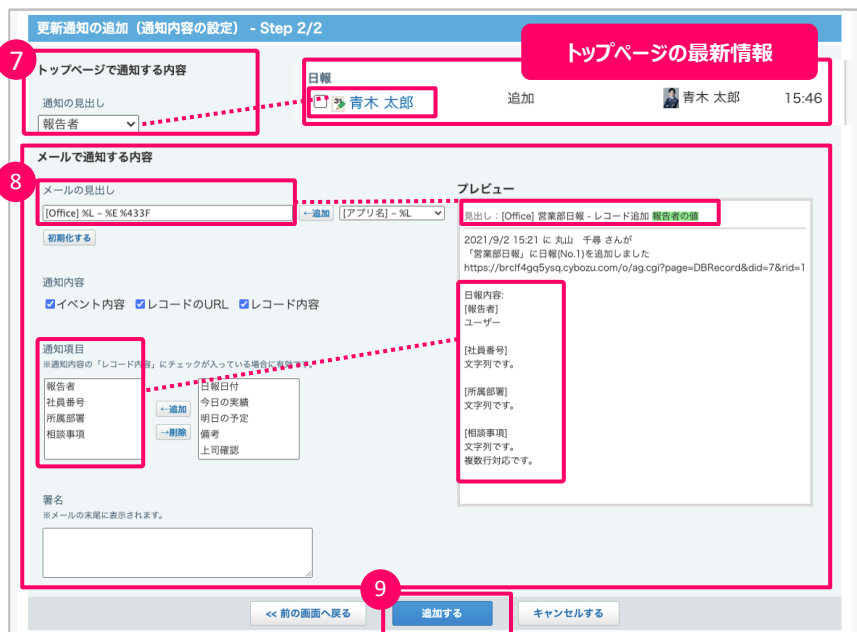 更新通知の追加（通知内容の設定） - Step 2/2
トップページの最新情報
7
トップページで通知する内容
通知の見出し
報告者
日報
青木 太郎 追加 青木 太郎 15:46
メールで通知する内容
8
メールの見出し
[Office] %L - %E %433F ←追加 [アプリ名] - %L
初期化する
通知内容
イベント内容 レコードのURL レコード内容
通知項目
※通知内容の「レコード内容」にチェックが入っている場合に有効です。
報告者
社員番号
所属部署
相談事項
←追加
→削除
日報日付
今日の実績
明日の予定
備考
上司確認
署名
※メールの末尾に表示されます。
プレビュー
見出し：[Office] 営業部日報 - レコード追加 報告者の値
2021/9/2 15:21 に 丸山 千尋 さんが
「営業部日報」に日報(No.1)を追加しました
https://brclf4gq5ysq.cybozu.com/o/ag.cgi?page=DBRecord&did=7&rid=1
日報内容:
[報告者]
ユーザー
[社員番号]
文字列です。
[所属部署]
文字列です。
[相談事項]
文字列です。
複数行対応です。
9
<< 前の画面へ戻る 追加する キャンセルする